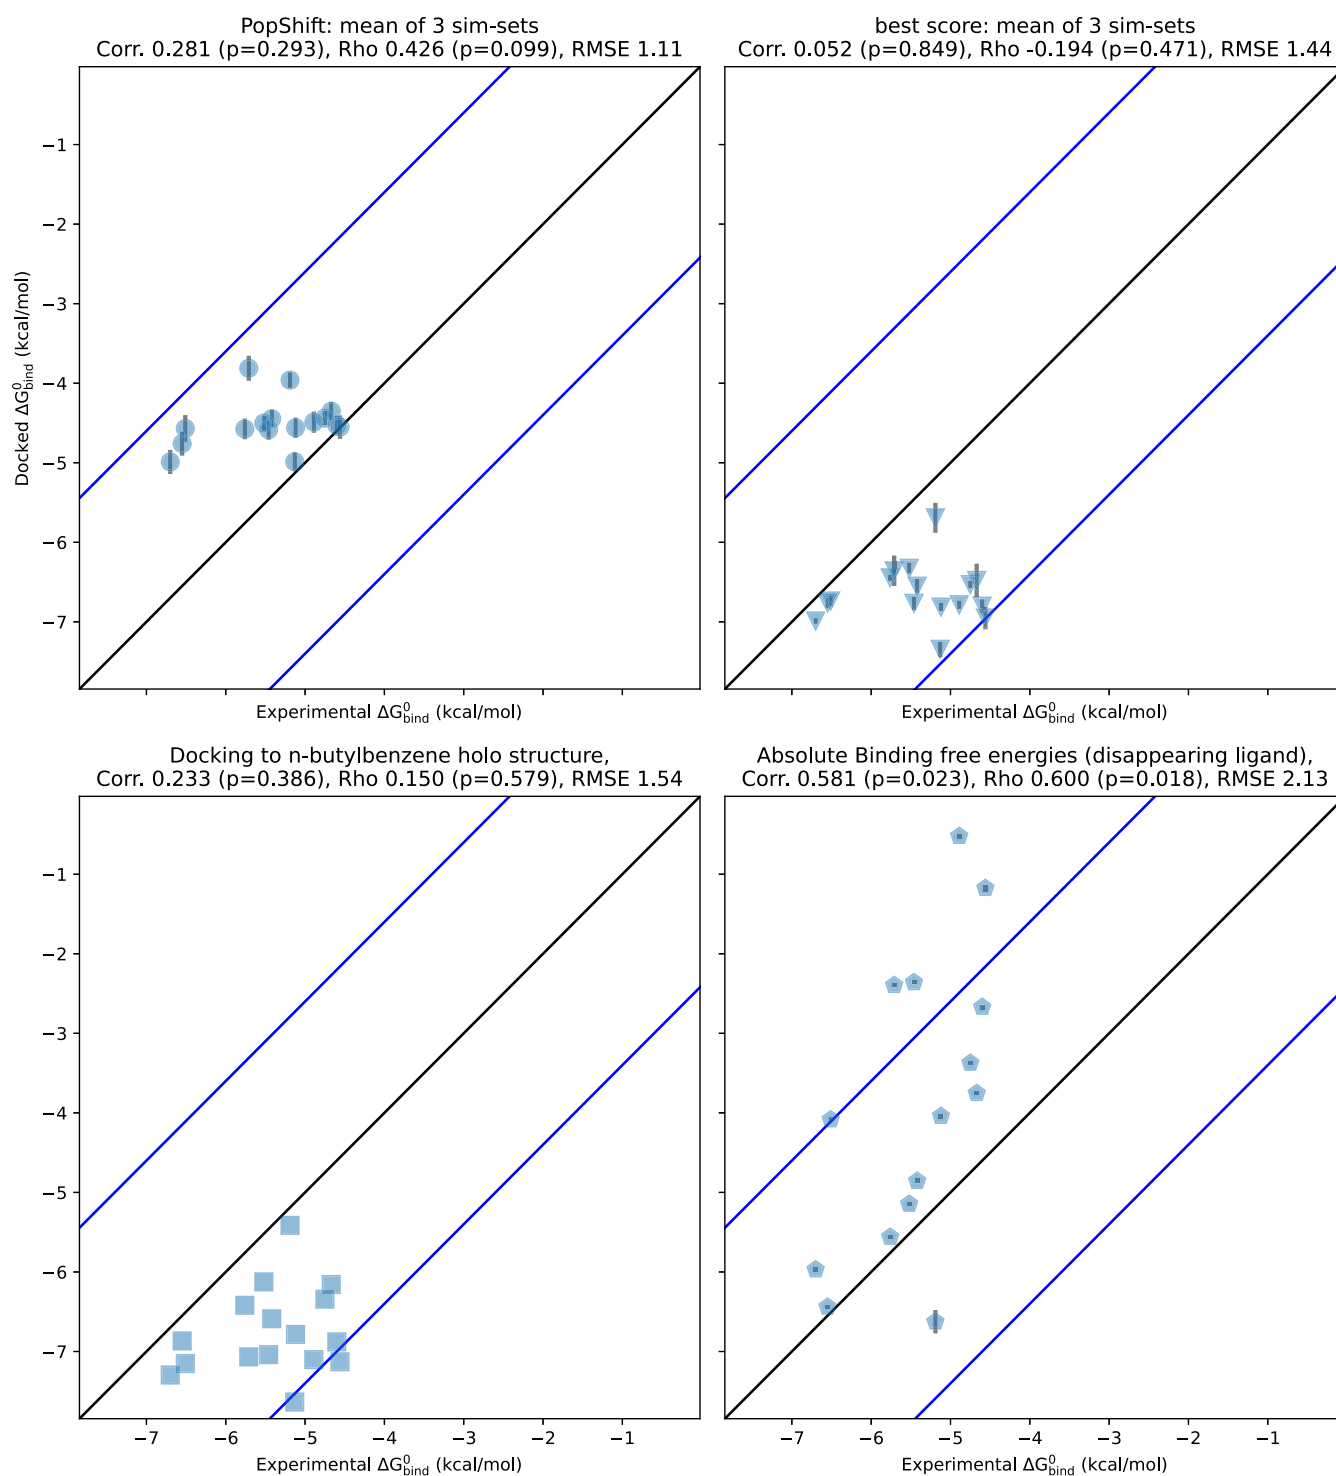 PopShift: mean of 3 sim-sets
Corr. 0.281 (p=0.293), Rho 0.426 (p=0.099), RMSE 1.11
−1
−2
−3
−4
−5
−6
−7
Docked ΔG⁰bind (kcal/mol)
Experimental ΔG⁰bind (kcal/mol)
best score: mean of 3 sim-sets
Corr. 0.052 (p=0.849), Rho -0.194 (p=0.471), RMSE 1.44
Experimental ΔG⁰bind (kcal/mol)
Docking to n-butylbenzene holo structure,
Corr. 0.233 (p=0.386), Rho 0.150 (p=0.579), RMSE 1.54
−1
−2
−3
−4
−5
−6
−7
−7 −6 −5 −4 −3 −2 −1
Experimental ΔG⁰bind (kcal/mol)
Absolute Binding free energies (disappearing ligand),
Corr. 0.581 (p=0.023), Rho 0.600 (p=0.018), RMSE 2.13
−7 −6 −5 −4 −3 −2 −1
Experimental ΔG⁰bind (kcal/mol)